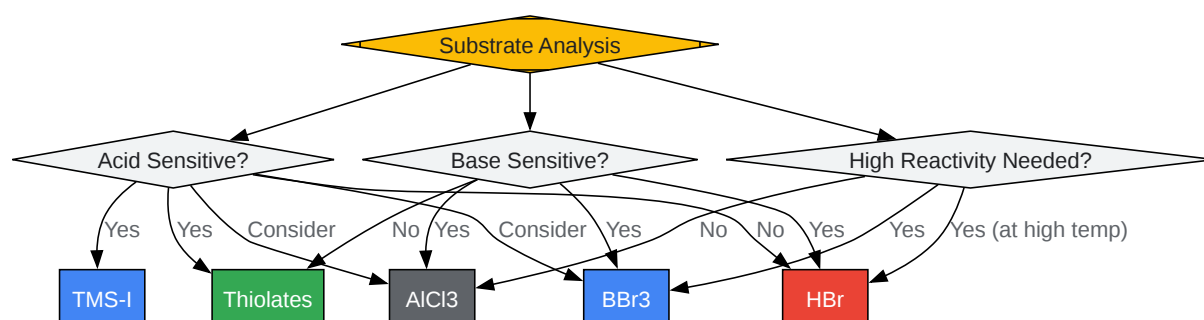 Substrate Analysis
Acid Sensitive?
Base Sensitive?
High Reactivity Needed?
Yes
Yes
Consider
No
Yes
Consider
Yes
No
No
Yes
Yes
Yes (at high temp)
TMS-I
Thiolates
AlCl3
BBr3
HBr